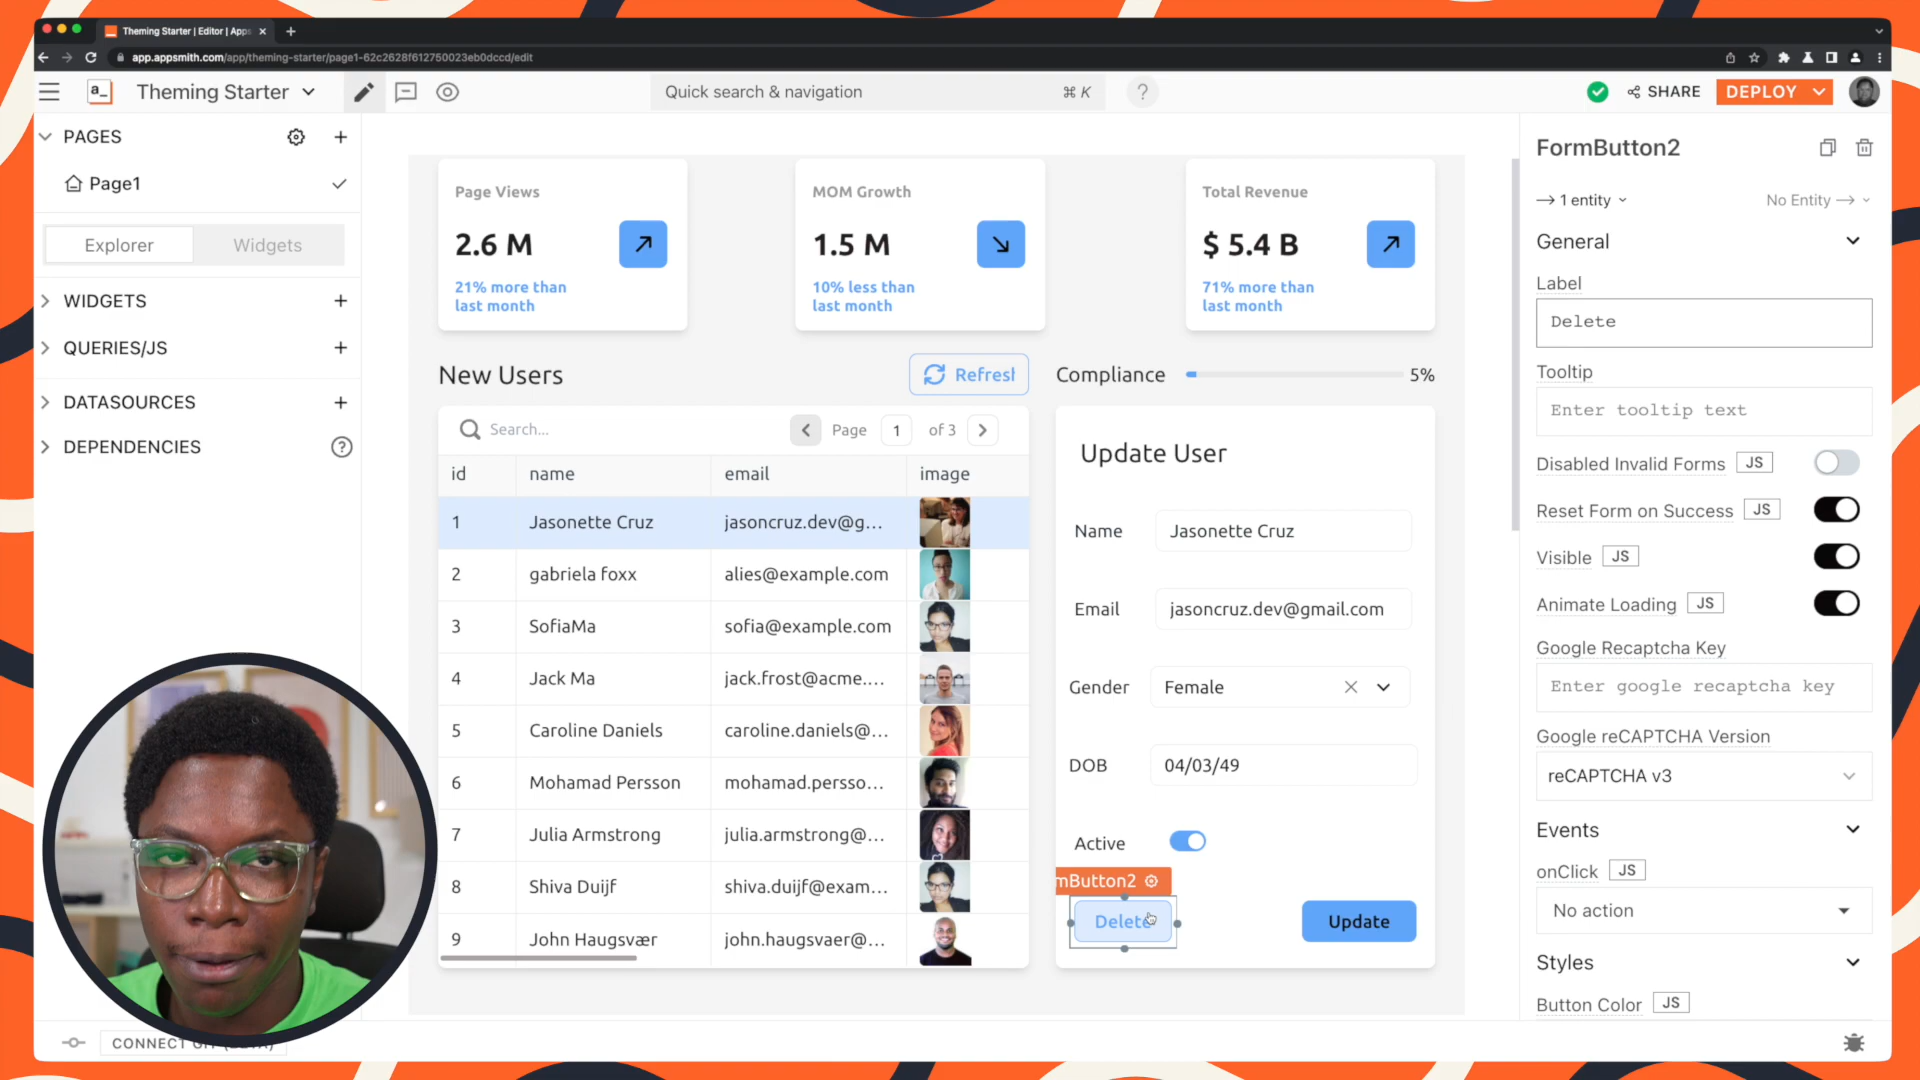 Theming Starter | Editor | Apps
app.appsmith.com/app/theming-starter/page1-62c2628f612750023eb0dccd/edit
a_
Theming Starter
Quick search & navigation
⌘ K
?
SHARE
DEPLOY
PAGES
Page1
Explorer
Widgets
WIDGETS
QUERIES/JS
DATASOURCES
DEPENDENCIES
?
Page Views
2.6 M
21% more than
last month
MOM Growth
1.5 M
10% less than
last month
Total Revenue
$ 5.4 B
71% more than
last month
New Users
Refresh
Compliance
5%
Search...
Page
1
of 3
id
name
email
image
1
Jasonette Cruz
jasoncruz.dev@g...
2
gabriela foxx
alies@example.com
3
SofiaMa
sofia@example.com
4
Jack Ma
jack.frost@acme....
5
Caroline Daniels
caroline.daniels@...
6
Mohamad Persson
mohamad.persso...
7
Julia Armstrong
julia.armstrong@...
8
Shiva Duijf
shiva.duijf@exam...
9
John Haugsvær
john.haugsvaer@...
Update User
Name
Jasonette Cruz
Email
jasoncruz.dev@gmail.com
Gender
Female
DOB
04/03/49
Active
mButton2
Delete
Update
FormButton2
1 entity
No Entity
General
Label
Delete
Tooltip
Enter tooltip text
Disabled Invalid Forms
JS
Reset Form on Success
JS
Visible
JS
Animate Loading
JS
Google Recaptcha Key
Enter google recaptcha key
Google reCAPTCHA Version
reCAPTCHA v3
Events
onClick
JS
No action
Styles
Button Color
JS
CONNECT